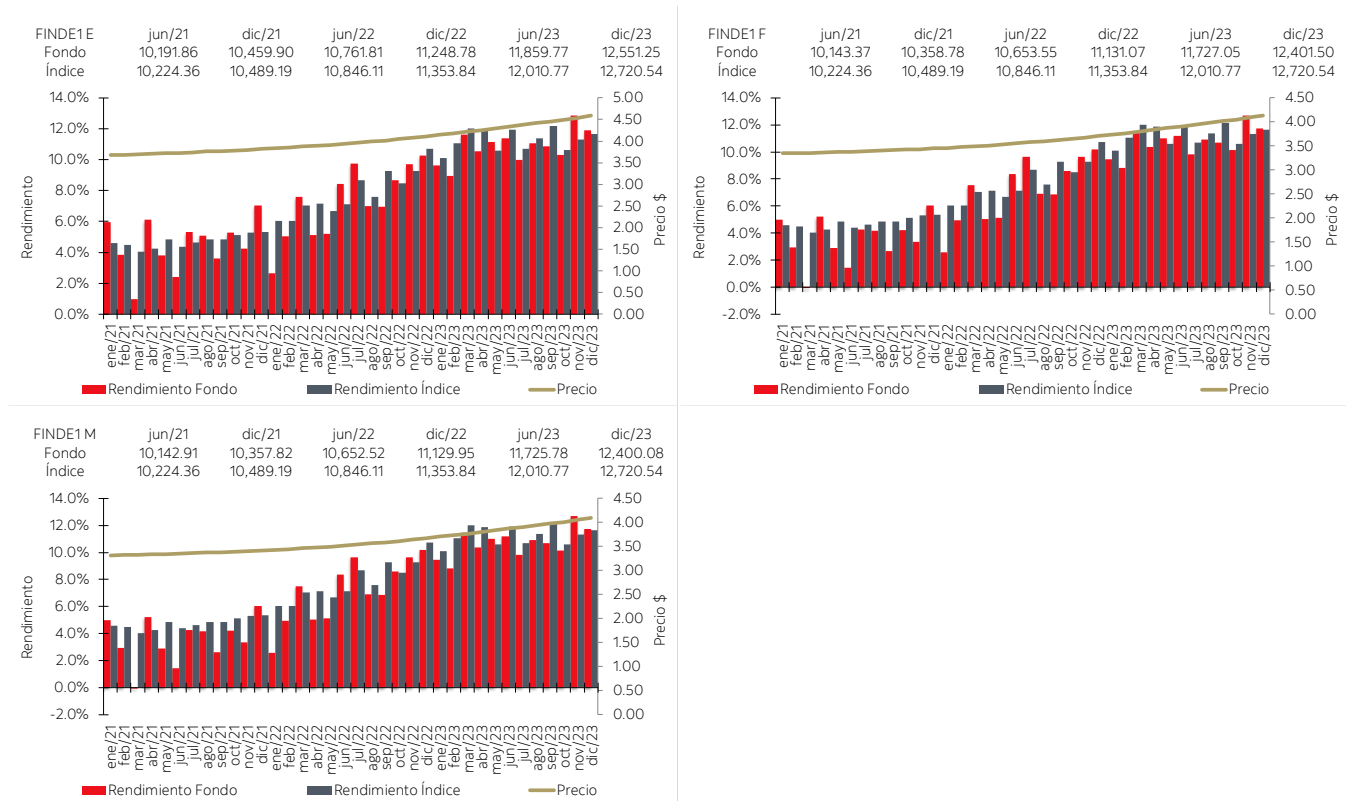 FINDE1 E jun/21 dic/21 jun/22 dic/22 jun/23 dic/23
Fondo 10,191.86 10,459.90 10,761.81 11,248.78 11,859.77 12,551.25
Índice 10,224.36 10,489.19 10,846.11 11,353.84 12,010.77 12,720.54
14.0%
12.0%
10.0%
8.0%
6.0%
4.0%
2.0%
0.0%
Rendimiento
5.00
4.50
4.00
3.50
3.00
2.50
2.00
1.50
1.00
0.50
0.00
Precio $
ene/21 feb/21 mar/21 abr/21 may/21 jun/21 jul/21 ago/21 sep/21 oct/21 nov/21 dic/21 ene/22 feb/22 mar/22 abr/22 may/22 jun/22 jul/22 ago/22 sep/22 oct/22 nov/22 dic/22 ene/23 feb/23 mar/23 abr/23 may/23 jun/23 jul/23 ago/23 sep/23 oct/23 nov/23 dic/23
Rendimiento Fondo Rendimiento Índice Precio
FINDE1 F jun/21 dic/21 jun/22 dic/22 jun/23 dic/23
Fondo 10,143.37 10,358.78 10,653.55 11,131.07 11,727.05 12,401.50
Índice 10,224.36 10,489.19 10,846.11 11,353.84 12,010.77 12,720.54
14.0%
12.0%
10.0%
8.0%
6.0%
4.0%
2.0%
0.0%
-2.0%
Rendimiento
4.50
4.00
3.50
3.00
2.50
2.00
1.50
1.00
0.50
0.00
Precio $
ene/21 feb/21 mar/21 abr/21 may/21 jun/21 jul/21 ago/21 sep/21 oct/21 nov/21 dic/21 ene/22 feb/22 mar/22 abr/22 may/22 jun/22 jul/22 ago/22 sep/22 oct/22 nov/22 dic/22 ene/23 feb/23 mar/23 abr/23 may/23 jun/23 jul/23 ago/23 sep/23 oct/23 nov/23 dic/23
Rendimiento Fondo Rendimiento Índice Precio
FINDE1 M jun/21 dic/21 jun/22 dic/22 jun/23 dic/23
Fondo 10,142.91 10,357.82 10,652.52 11,129.95 11,725.78 12,400.08
Índice 10,224.36 10,489.19 10,846.11 11,353.84 12,010.77 12,720.54
14.0%
12.0%
10.0%
8.0%
6.0%
4.0%
2.0%
0.0%
-2.0%
Rendimiento
4.50
4.00
3.50
3.00
2.50
2.00
1.50
1.00
0.50
0.00
Precio $
ene/21 feb/21 mar/21 abr/21 may/21 jun/21 jul/21 ago/21 sep/21 oct/21 nov/21 dic/21 ene/22 feb/22 mar/22 abr/22 may/22 jun/22 jul/22 ago/22 sep/22 oct/22 nov/22 dic/22 ene/23 feb/23 mar/23 abr/23 may/23 jun/23 jul/23 ago/23 sep/23 oct/23 nov/23 dic/23
Rendimiento Fondo Rendimiento Índice Precio